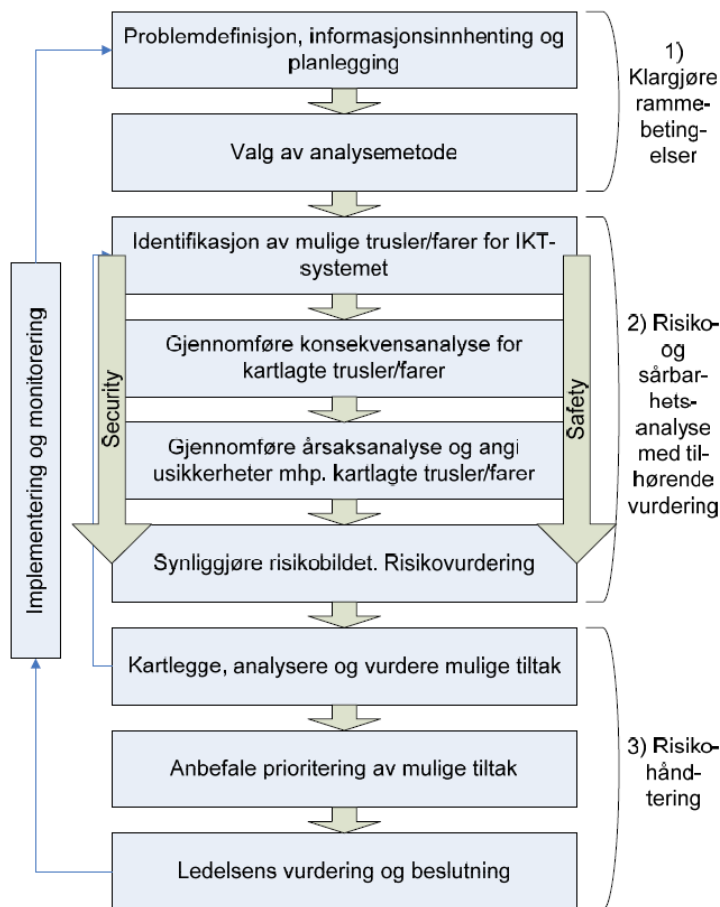 Problemdefinisjon, informasjonsinnhenting og
planlegging
1)
Klargjøre
ramme-
beting-
elser
Valg av analysemetode
Identifikasjon av mulige trusler/farer for IKT-
systemet
Gjennomføre konsekvensanalyse for
kartlagte trusler/farer
Gjennomføre årsaksanalyse og angi
usikkerheter mhp. kartlagte trusler/farer
Synliggjøre risikobildet. Risikovurdering
Security
Safety
2) Risiko-
og
sårbar-
hets-
analyse
med til-
hørende
vurdering
Implementering og monitorering
Kartlegge, analysere og vurdere mulige tiltak
Anbefale prioritering av mulige tiltak
Ledelsens vurdering og beslutning
3) Risiko-
hånd-
tering